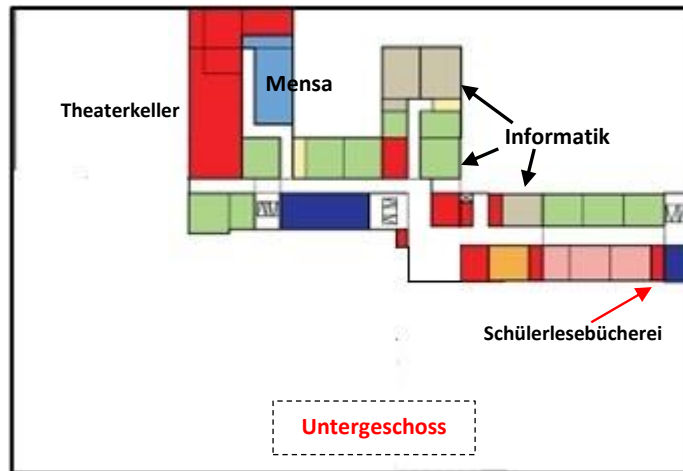 Mensa
Theaterkeller
Informatik
Schülerlesebücherei
Untergeschoss